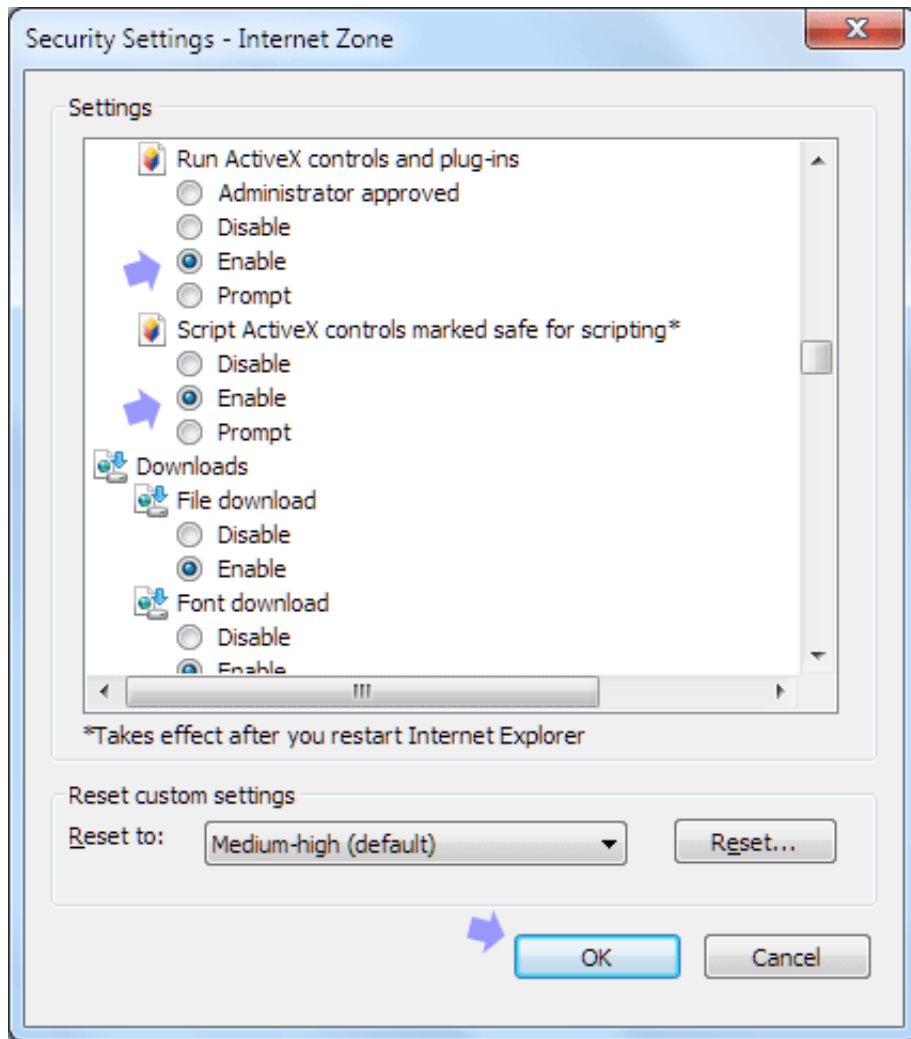 Security Settings - Internet Zone
Settings
Run ActiveX controls and plug-ins
Administrator approved
Disable
Enable
Prompt
Script ActiveX controls marked safe for scripting*
Disable
Enable
Prompt
Downloads
File download
Disable
Enable
Font download
Disable
Enable
*Takes effect after you restart Internet Explorer
Reset custom settings
Reset to: Medium-high (default) Reset...
OK Cancel